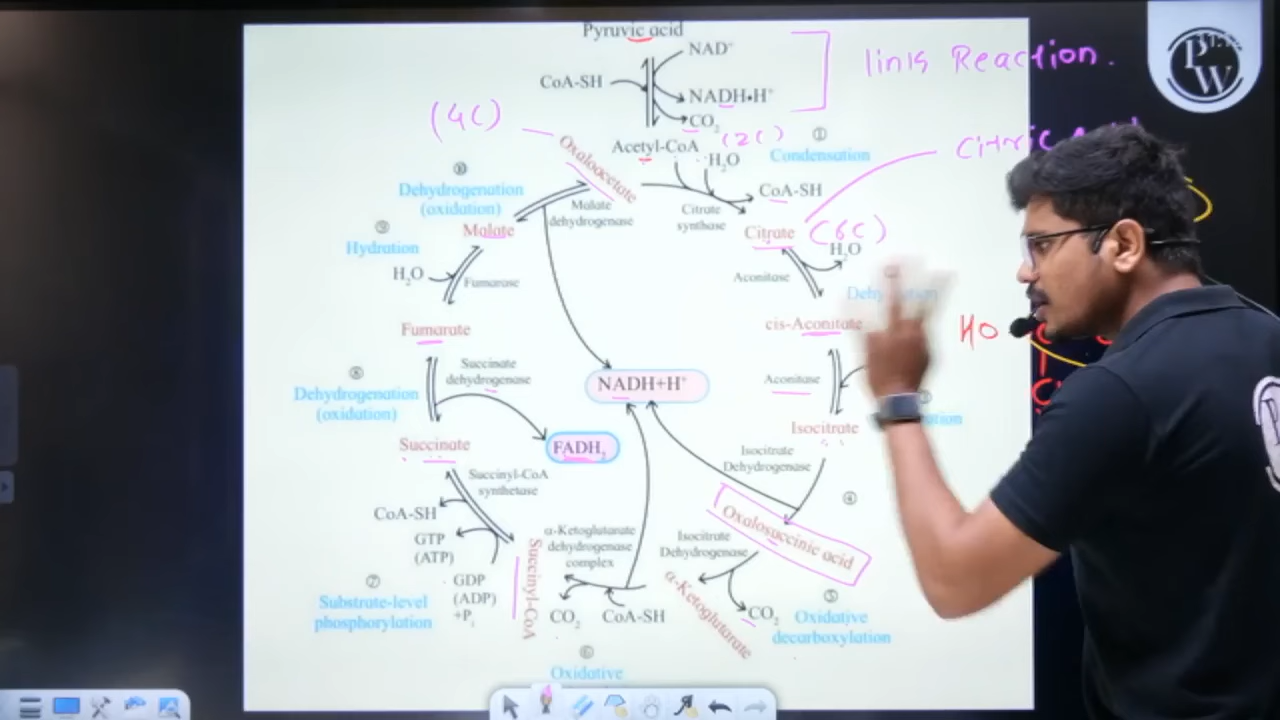 Pyruvic acid
NAD⁺
CoA-SH
NADH•H⁺
CO₂
Link Reaction.
P
W
(4C)
Oxaloacetate
Acetyl-CoA
(2C)
H₂O
①
Condensation
Citric
CoA-SH
Citrate synthase
Citrate
(6C)
⑩
Dehydrogenation
(oxidation)
Malate
dehydrogenase
Malate
⑨
Hydration
H₂O
Fumarase
H₂O
Aconitase
Fumarate
cis-Aconitate
HO
⑧
Dehydrogenation
(oxidation)
Succinate
dehydrogenase
NADH+H⁺
Aconitase
Isocitrate
FADH₂
Succinate
Isocitrate
Dehydrogenase
④
Oxalosuccinic acid
Succinyl-CoA
synthetase
CoA-SH
GTP
(ATP)
GDP
(ADP)
+Pᵢ
⑦
Substrate-level
phosphorylation
Succinyl-CoA
α-Ketoglutarate
dehydrogenase
complex
CO₂
CoA-SH
Isocitrate
Dehydrogenase
α-Ketoglutarate
CO₂
⑤
Oxidative
decarboxylation
⑥
Oxidative